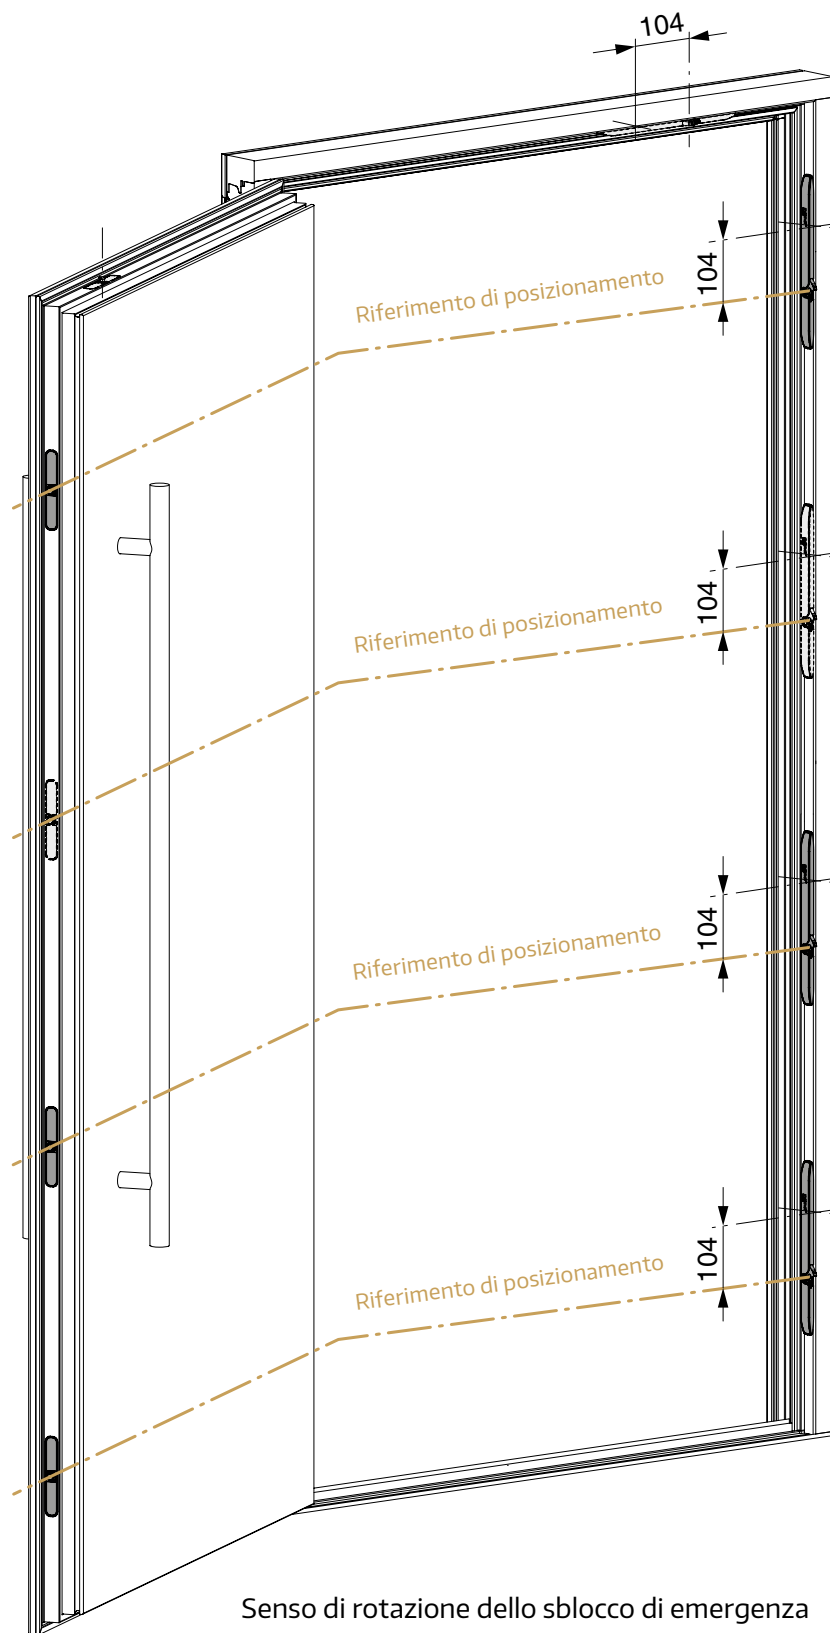 104
Riferimento di posizionamento
104
Riferimento di posizionamento
104
Riferimento di posizionamento
104
Riferimento di posizionamento
104
Senso di rotazione dello sblocco di emergenza